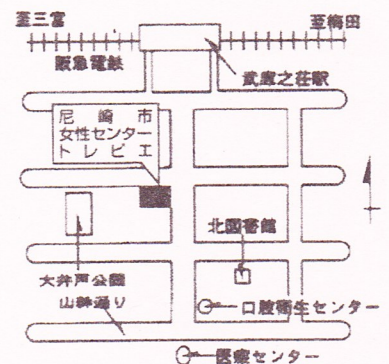 至三宮
至梅田
阪急電鉄
武庫之荘駅
尼崎市
女性センター
トレピエ
北図書館
大井戸公園
山幹通り
口腔衛生センター
医療センター